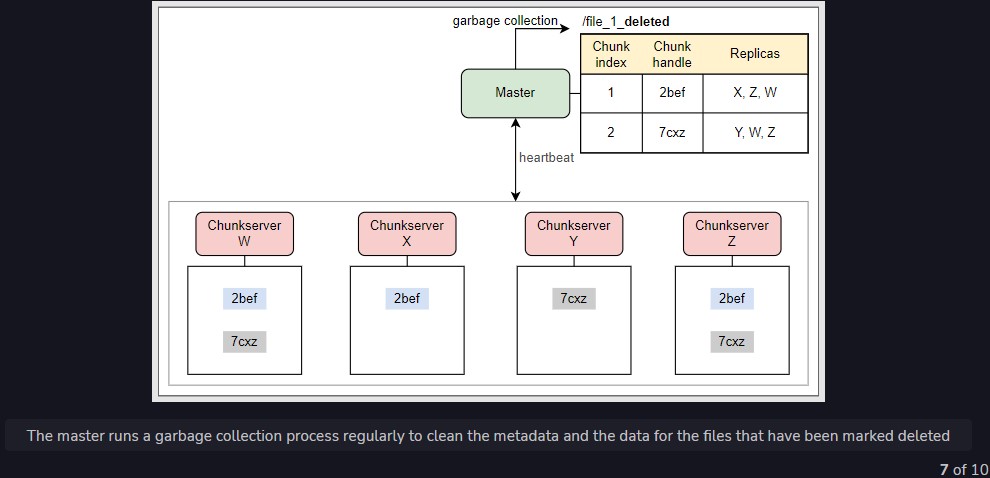 garbage collection
/file_1_deleted
Chunk index
Chunk handle
Replicas
Master
1
2bef
X, Z, W
2
7cxz
Y, W, Z
heartbeat
Chunkserver
W
Chunkserver
X
Chunkserver
Y
Chunkserver
Z
2bef
2bef
7cxz
2bef
7cxz
7cxz
The master runs a garbage collection process regularly to clean the metadata and the data for the files that have been marked deleted
7 of 10